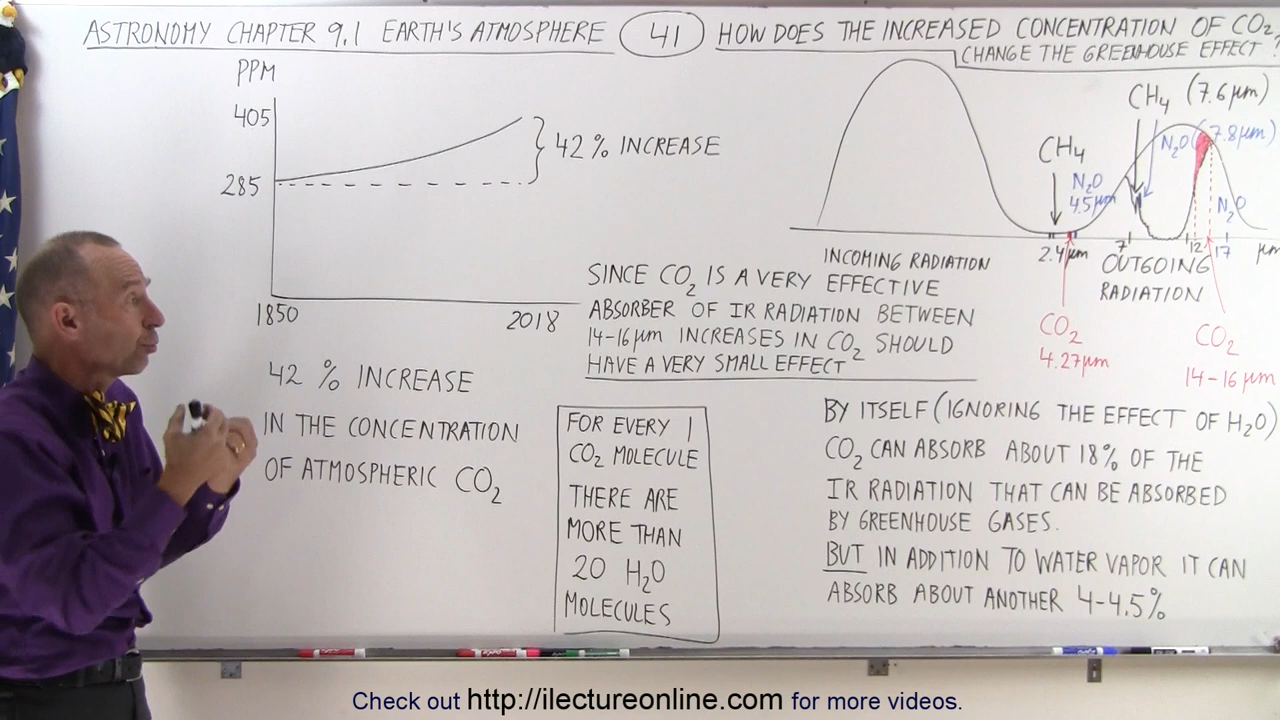 ASTRONOMY CHAPTER 9.1 EARTH'S ATMOSPHERE 41 HOW DOES THE INCREASED CONCENTRATION OF CO2
CHANGE THE GREENHOUSE EFFECT ?
PPM
405
285
42% INCREASE
1850
2018
CH4 (7.6μm)
N2O (7.8μm)
CH4
N2O
4.5μm
N2O
2.4μm
7
12
17
μm
INCOMING RADIATION
OUTGOING
RADIATION
CO2
4.27μm
CO2
14-16μm
SINCE CO2 IS A VERY EFFECTIVE
ABSORBER OF IR RADIATION BETWEEN
14-16μm INCREASES IN CO2 SHOULD
HAVE A VERY SMALL EFFECT
42 % INCREASE
IN THE CONCENTRATION
OF ATMOSPHERIC CO2
FOR EVERY 1
CO2 MOLECULE
THERE ARE
MORE THAN
20 H2O
MOLECULES
BY ITSELF (IGNORING THE EFFECT OF H2O)
CO2 CAN ABSORB ABOUT 18% OF THE
IR RADIATION THAT CAN BE ABSORBED
BY GREENHOUSE GASES.
BUT IN ADDITION TO WATER VAPOR IT CAN
ABSORB ABOUT ANOTHER 4-4.5%
Check out http://ilectureonline.com for more videos.